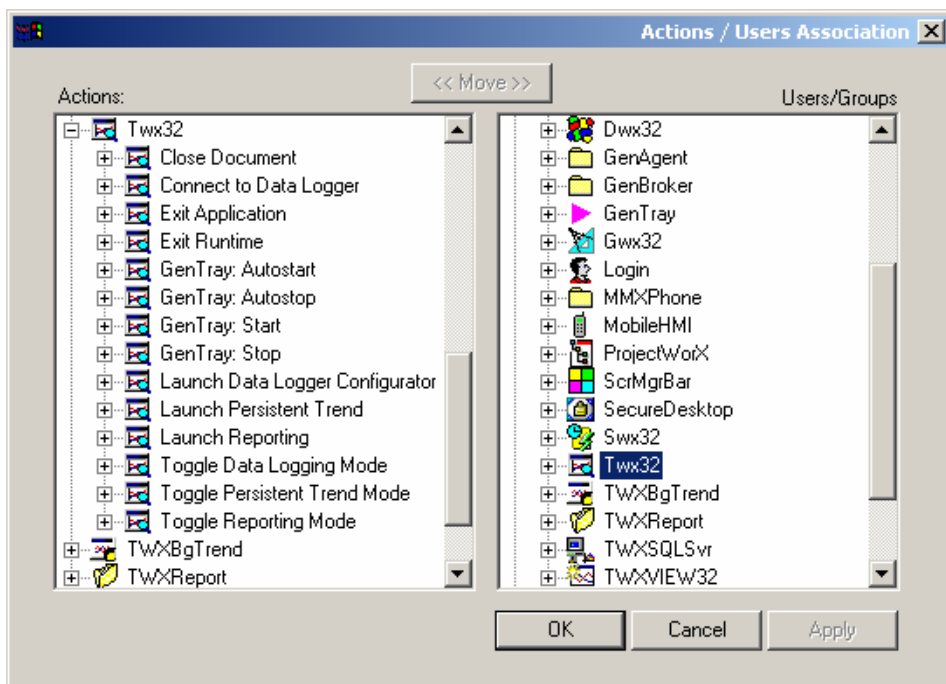 Actions / Users Association
<< Move >>
Actions:
Users/Groups
Twx32
Close Document
Connect to Data Logger
Exit Application
Exit Runtime
GenTray: Autostart
GenTray: Autostop
GenTray: Start
GenTray: Stop
Launch Data Logger Configurator
Launch Persistent Trend
Launch Reporting
Toggle Data Logging Mode
Toggle Persistent Trend Mode
Toggle Reporting Mode
TWXBgTrend
TWXReport
Dwx32
GenAgent
GenBroker
GenTray
Gwx32
Login
MMXPhone
MobileHMI
ProjectWorX
ScrMgrBar
SecureDesktop
Swx32
Twx32
TWXBgTrend
TWXReport
TWXSQLSvr
TWXVIEW32
OK
Cancel
Apply